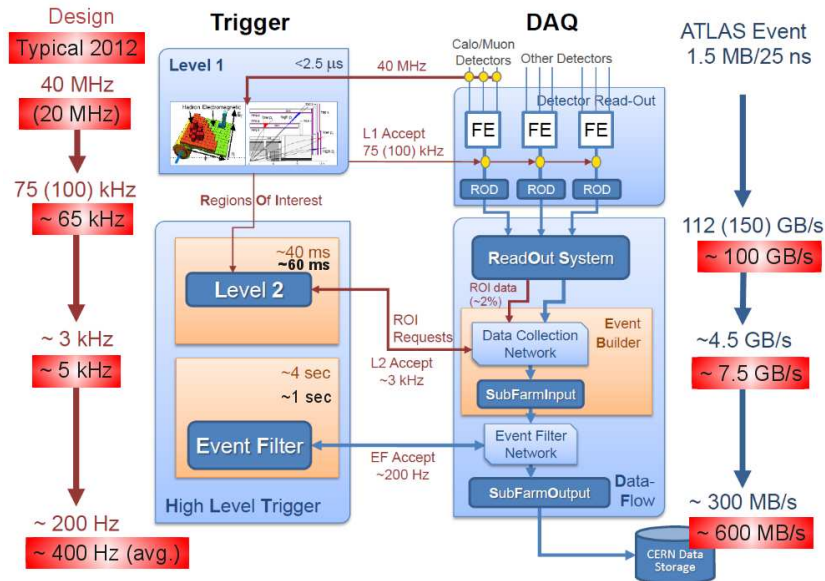 Design
Typical 2012
40 MHz
(20 MHz)
75 (100) kHz
~ 65 kHz
~ 3 kHz
~ 5 kHz
~ 200 Hz
~ 400 Hz (avg.)
Trigger
Level 1
<2.5 μs
Hadron
Electromagnetic
Regions Of Interest
~40 ms
~60 ms
Level 2
~4 sec
~1 sec
Event Filter
High Level Trigger
40 MHz
L1 Accept
75 (100) kHz
ROI
Requests
L2 Accept
~3 kHz
EF Accept
~200 Hz
DAQ
Calo/Muon
Detectors
Other Detectors
Detector Read-Out
FE
FE
FE
ROD
ROD
ROD
ReadOut System
ROI data
(~2%)
Event
Builder
Data Collection
Network
SubFarmInput
Event Filter
Network
SubFarmOutput
Data-
Flow
CERN Data
Storage
ATLAS Event
1.5 MB/25 ns
112 (150) GB/s
~ 100 GB/s
~4.5 GB/s
~ 7.5 GB/s
~ 300 MB/s
~ 600 MB/s